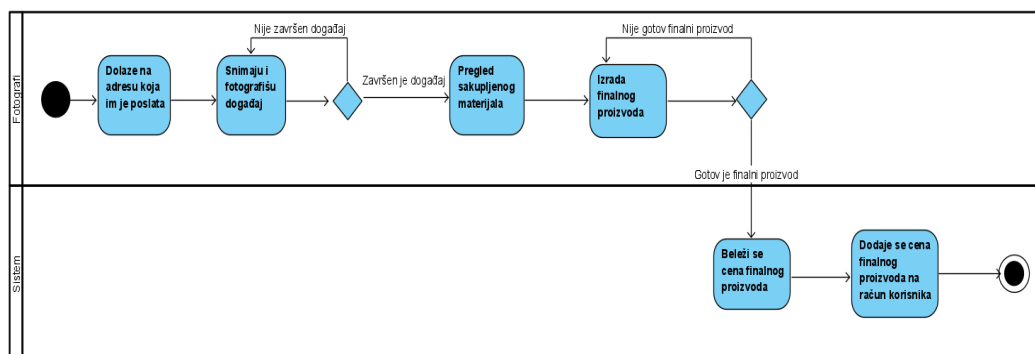 Fotografi
Dolaze na
adresu koja
im je poslata
Nije završen događaj
Snimaju i
fotografišu
događaj
Završen je događaj
Pregled
sakupljenog
materijala
Nije gotov finalni proizvod
Izrada
finalnog
proizvoda
Gotov je finalni proizvod
Sistem
Beleži se
cena finalnog
proizvoda
Dodaje se cena
finalnog
proizvoda na
račun korisnika